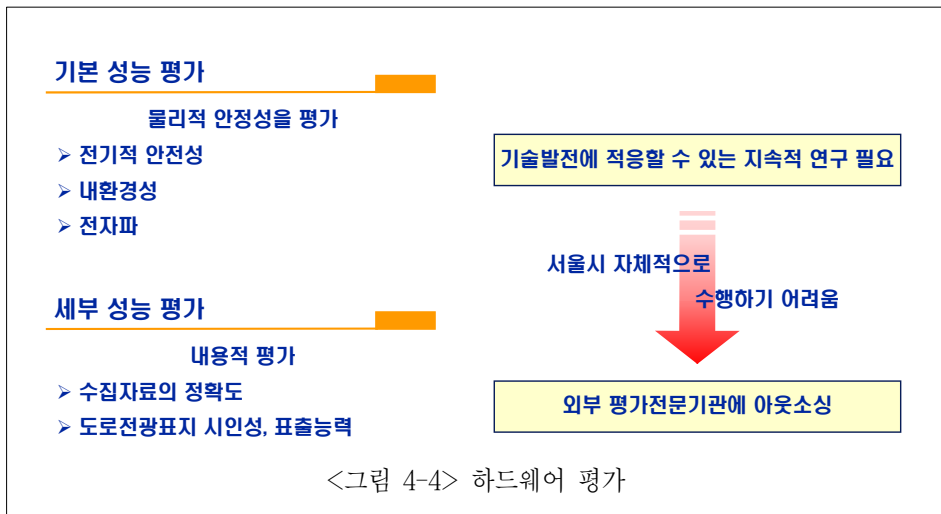 기본 성능 평가
물리적 안정성을 평가
➢ 전기적 안전성
➢ 내환경성
➢ 전자파
세부 성능 평가
내용적 평가
➢ 수집자료의 정확도
➢ 도로전광표지 시인성, 표출능력
기술발전에 적응할 수 있는 지속적 연구 필요
서울시 자체적으로
수행하기 어려움
외부 평가전문기관에 아웃소싱
<그림 4-4> 하드웨어 평가